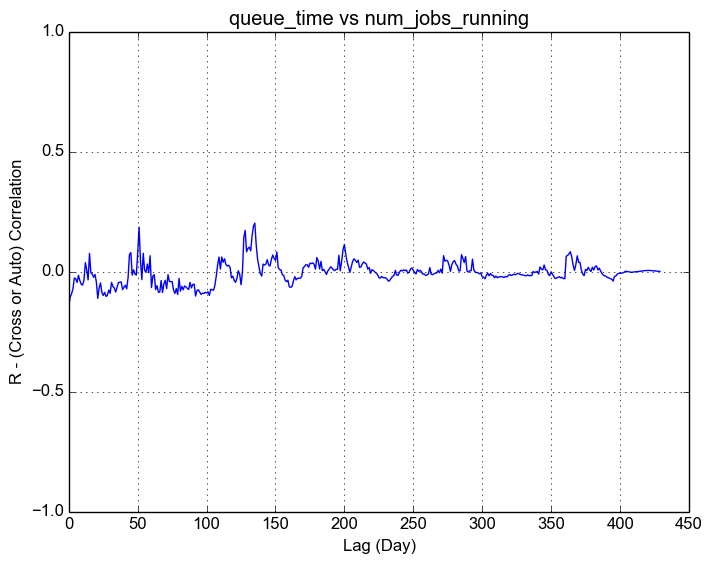 queue_time vs num_jobs_running
1.0
0.5
0.0
−0.5
−1.0
R - (Cross or Auto) Correlation
0 50 100 150 200 250 300 350 400 450
Lag (Day)